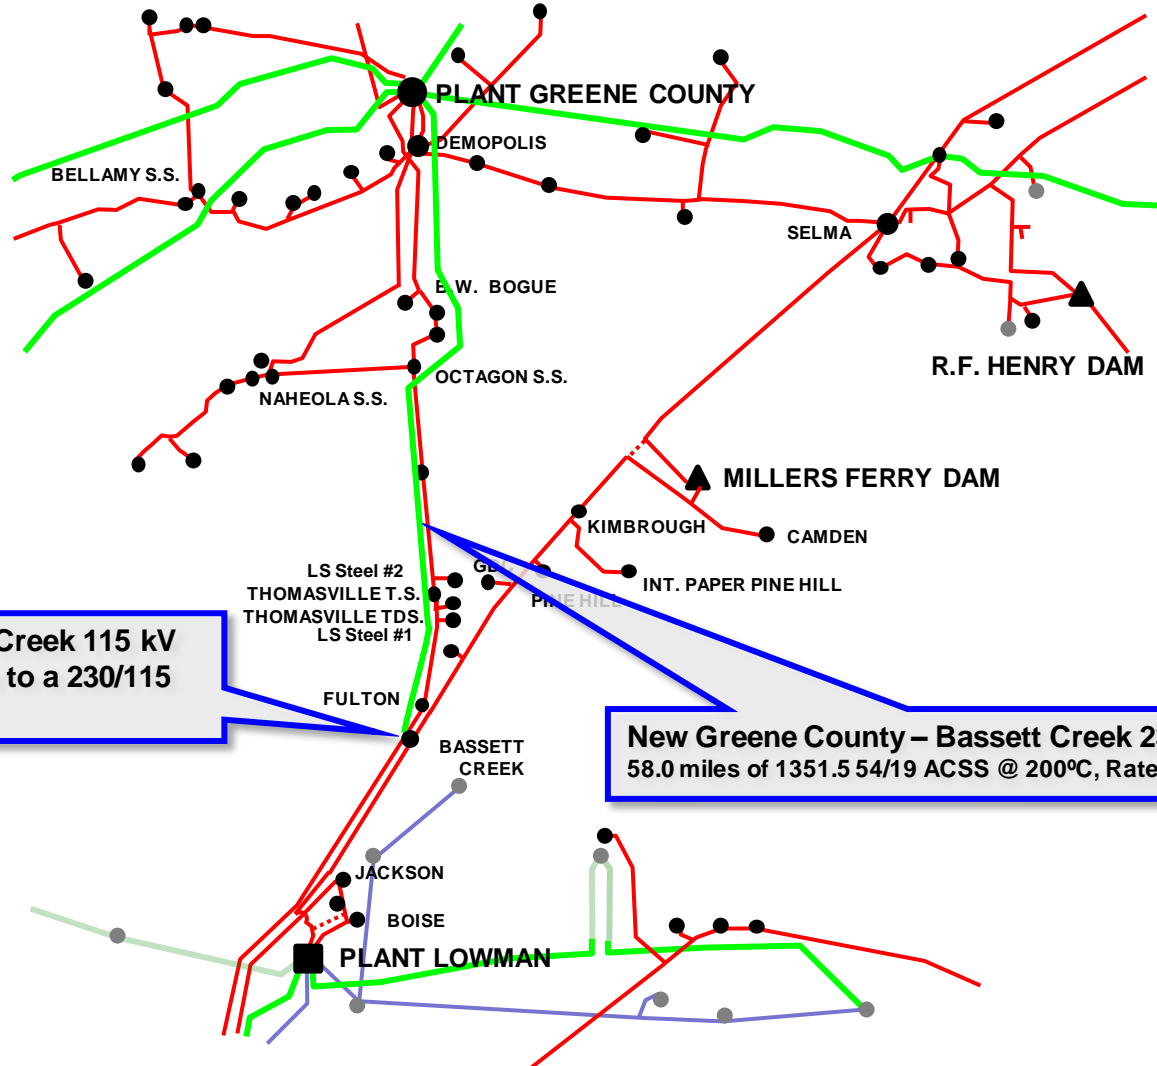 PLANT GREENE COUNTY
DEMOPOLIS
BELLAMY S.S.
SELMA
B.W. BOGUE
R.F. HENRY DAM
OCTAGON S.S.
NAHEOLA S.S.
MILLERS FERRY DAM
KIMBROUGH
CAMDEN
LS Steel #2
INT. PAPER PINE HILL
THOMASVILLE T.S.
PINE HILL
THOMASVILLE TDS.
LS Steel #1
Creek 115 kV
to a 230/115
FULTON
New Greene County – Bassett Creek
58.0 miles of 1351.5 54/19 ACSS @ 200ºC, Rate
BASSETT
CREEK
JACKSON
BOISE
PLANT LOWMAN